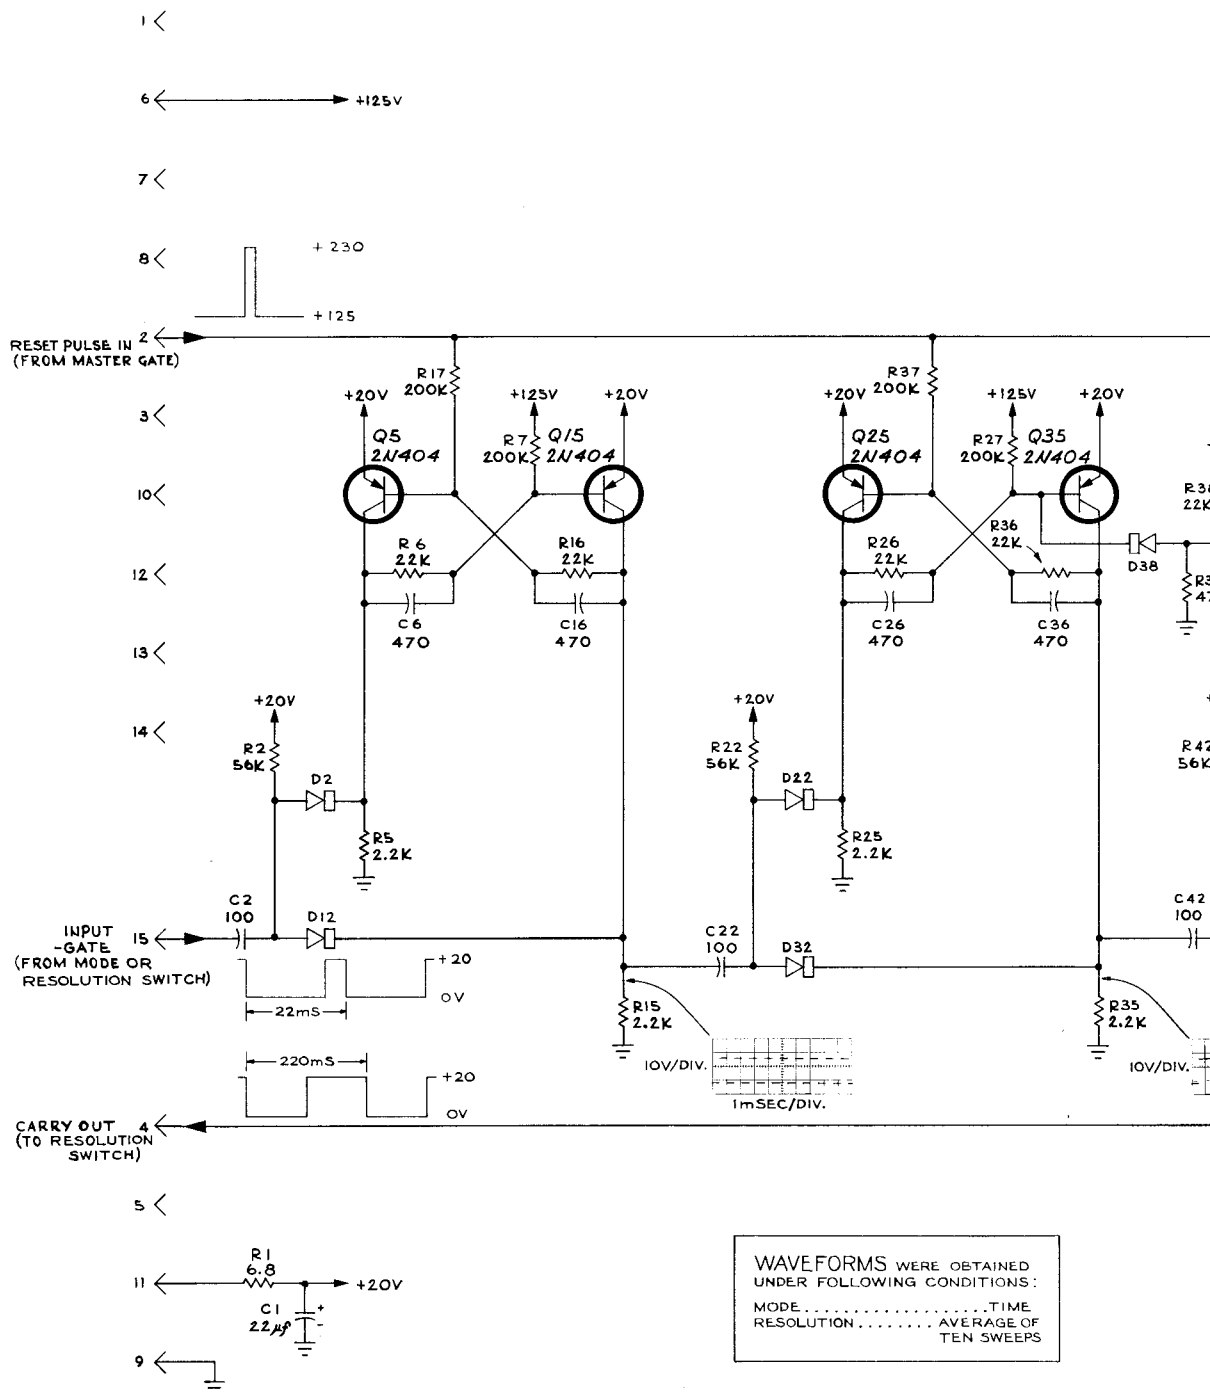 1
6
+125V
7
8
+230
+125
RESET PULSE IN 2
(FROM MASTER GATE)
R17
200K
R37
200K
3
+20V
+125V
+20V
+20V
+125V
+20V
Q5
2N404
R7
200K
Q15
2N404
Q25
2N404
R27
200K
Q35
2N404
10
R36
22K
D38
12
R6
22K
R16
22K
R26
22K
C6
470
C16
470
C26
470
C36
470
13
+20V
+20V
14
R2
56K
R22
56K
R42
56K
D2
D22
R5
2.2K
R25
2.2K
C2
100
D12
C22
100
D32
C42
100
INPUT
-GATE 15
(FROM MODE OR
RESOLUTION SWITCH)
+20
0V
22mS
R15
2.2K
R35
2.2K
10V/DIV.
1mSEC/DIV.
10V/DIV.
220mS
+20
0V
CARRY OUT 4
(TO RESOLUTION
SWITCH)
5
11
R1
6.8
+20V
C1
22µf
+
-
9
WAVEFORMS WERE OBTAINED
UNDER FOLLOWING CONDITIONS:
MODE...................TIME
RESOLUTION........AVERAGE OF
TEN SWEEPS